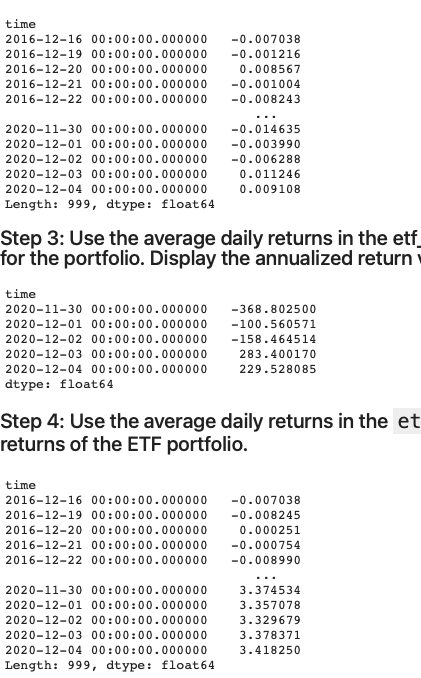 time
2016-12-16 00:00:00.000000   -0.007038
2016-12-19 00:00:00.000000   -0.001216
2016-12-20 00:00:00.000000    0.008567
2016-12-21 00:00:00.000000   -0.001004
2016-12-22 00:00:00.000000   -0.008243
...
2020-11-30 00:00:00.000000   -0.014635
2020-12-01 00:00:00.000000   -0.003990
2020-12-02 00:00:00.000000   -0.006288
2020-12-03 00:00:00.000000    0.011246
2020-12-04 00:00:00.000000    0.009108
Length: 999, dtype: float64
Step 3: Use the average daily returns in the etf_
for the portfolio. Display the annualized return v
time
2020-11-30 00:00:00.000000   -368.802500
2020-12-01 00:00:00.000000   -100.560571
2020-12-02 00:00:00.000000   -158.464514
2020-12-03 00:00:00.000000    283.400170
2020-12-04 00:00:00.000000    229.528085
dtype: float64
Step 4: Use the average daily returns in the et
returns of the ETF portfolio.
time
2016-12-16 00:00:00.000000   -0.007038
2016-12-19 00:00:00.000000   -0.008245
2016-12-20 00:00:00.000000    0.000251
2016-12-21 00:00:00.000000   -0.000754
2016-12-22 00:00:00.000000   -0.008990
...
2020-11-30 00:00:00.000000    3.374534
2020-12-01 00:00:00.000000    3.357078
2020-12-02 00:00:00.000000    3.329679
2020-12-03 00:00:00.000000    3.378371
2020-12-04 00:00:00.000000    3.418250
Length: 999, dtype: float64